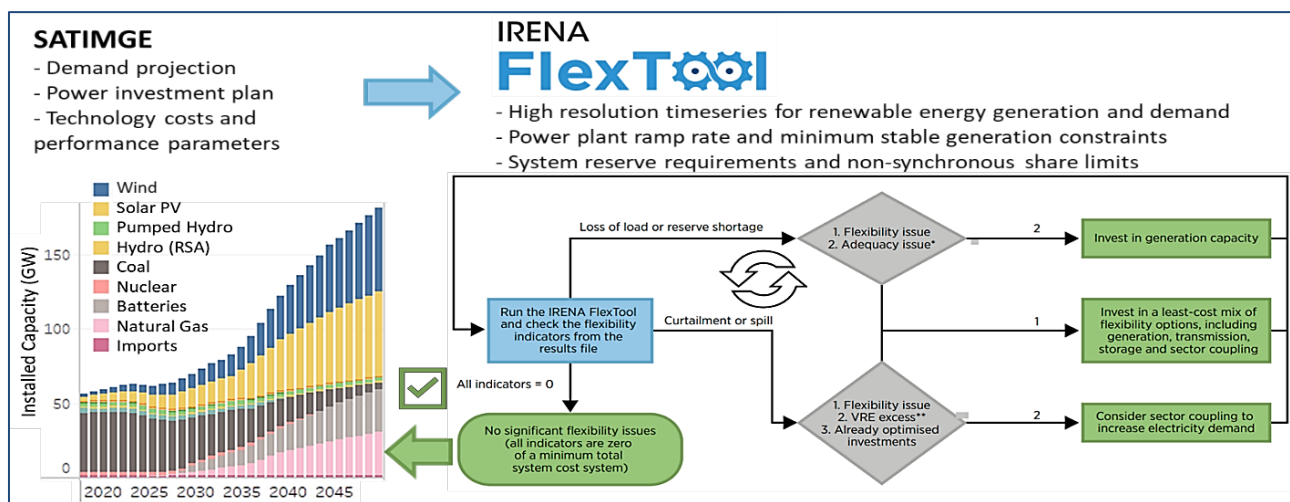 SATIMGE
- Demand projection
- Power investment plan
- Technology costs and
performance parameters
IRENA
FlexTool
- High resolution timeseries for renewable energy generation and demand
- Power plant ramp rate and minimum stable generation constraints
- System reserve requirements and non-synchronous share limits
Wind
Solar PV
Pumped Hydro
Hydro (RSA)
Coal
Nuclear
Batteries
Natural Gas
Imports
Installed Capacity (GW)
150
100
50
0
2020 2025 2030 2035 2040 2045
Loss of load or reserve shortage
1. Flexibility issue
2. Adequacy issue*
2
Invest in generation capacity
Run the IRENA FlexTool
and check the flexibility
indicators from the
results file
Curtailment or spill
1
Invest in a least-cost mix of
flexibility options, including
generation, transmission,
storage and sector coupling
All indicators = 0
1. Flexibility issue
2. VRE excess**
3. Already optimised
investments
2
Consider sector coupling to
increase electricity demand
No significant flexibility issues
(all indicators are zero
of a minimum total
system cost system)